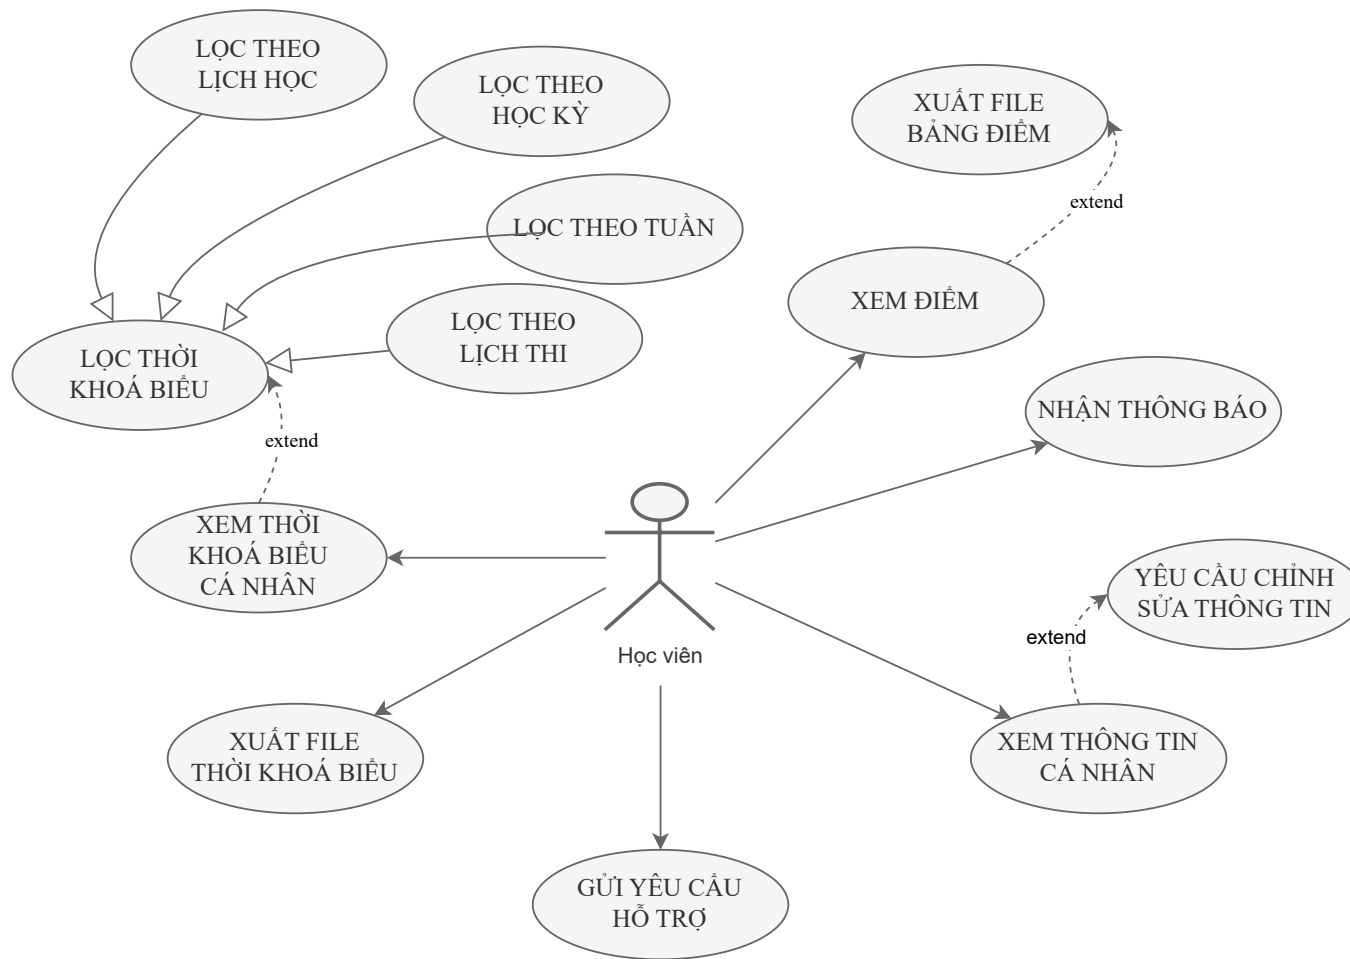 LỌC THEO
LỊCH HỌC
LỌC THEO
HỌC KỲ
XUẤT FILE
BẢNG ĐIỂM
extend
LỌC THEO TUẦN
XEM ĐIỂM
LỌC THEO
LỊCH THI
LỌC THỜI
KHOÁ BIỂU
NHẬN THÔNG BÁO
extend
XEM THỜI
KHOÁ BIỂU
CÁ NHÂN
YÊU CẦU CHỈNH
SỬA THÔNG TIN
extend
Học viên
XUẤT FILE
THỜI KHOÁ BIỂU
XEM THÔNG TIN
CÁ NHÂN
GỬI YÊU CẦU
HỖ TRỢ